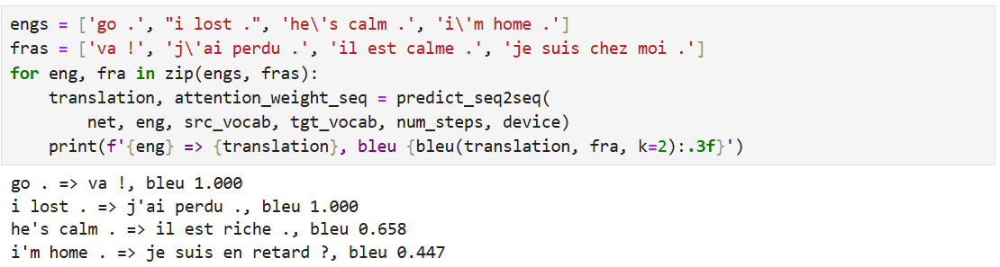 engs = ['go .', "i lost .", 'he\'s calm .', 'i\'m home .']
fras = ['va !', 'j\'ai perdu .', 'il est calme .', 'je suis chez moi .']
for eng, fra in zip(engs, fras):
    translation, attention_weight_seq = predict_seq2seq(
        net, eng, src_vocab, tgt_vocab, num_steps, device)
    print(f'{eng} => {translation}, bleu {bleu(translation, fra, k=2):.3f}')
go . => va !, bleu 1.000
i lost . => j'ai perdu ., bleu 1.000
he's calm . => il est riche ., bleu 0.658
i'm home . => je suis en retard ?, bleu 0.447